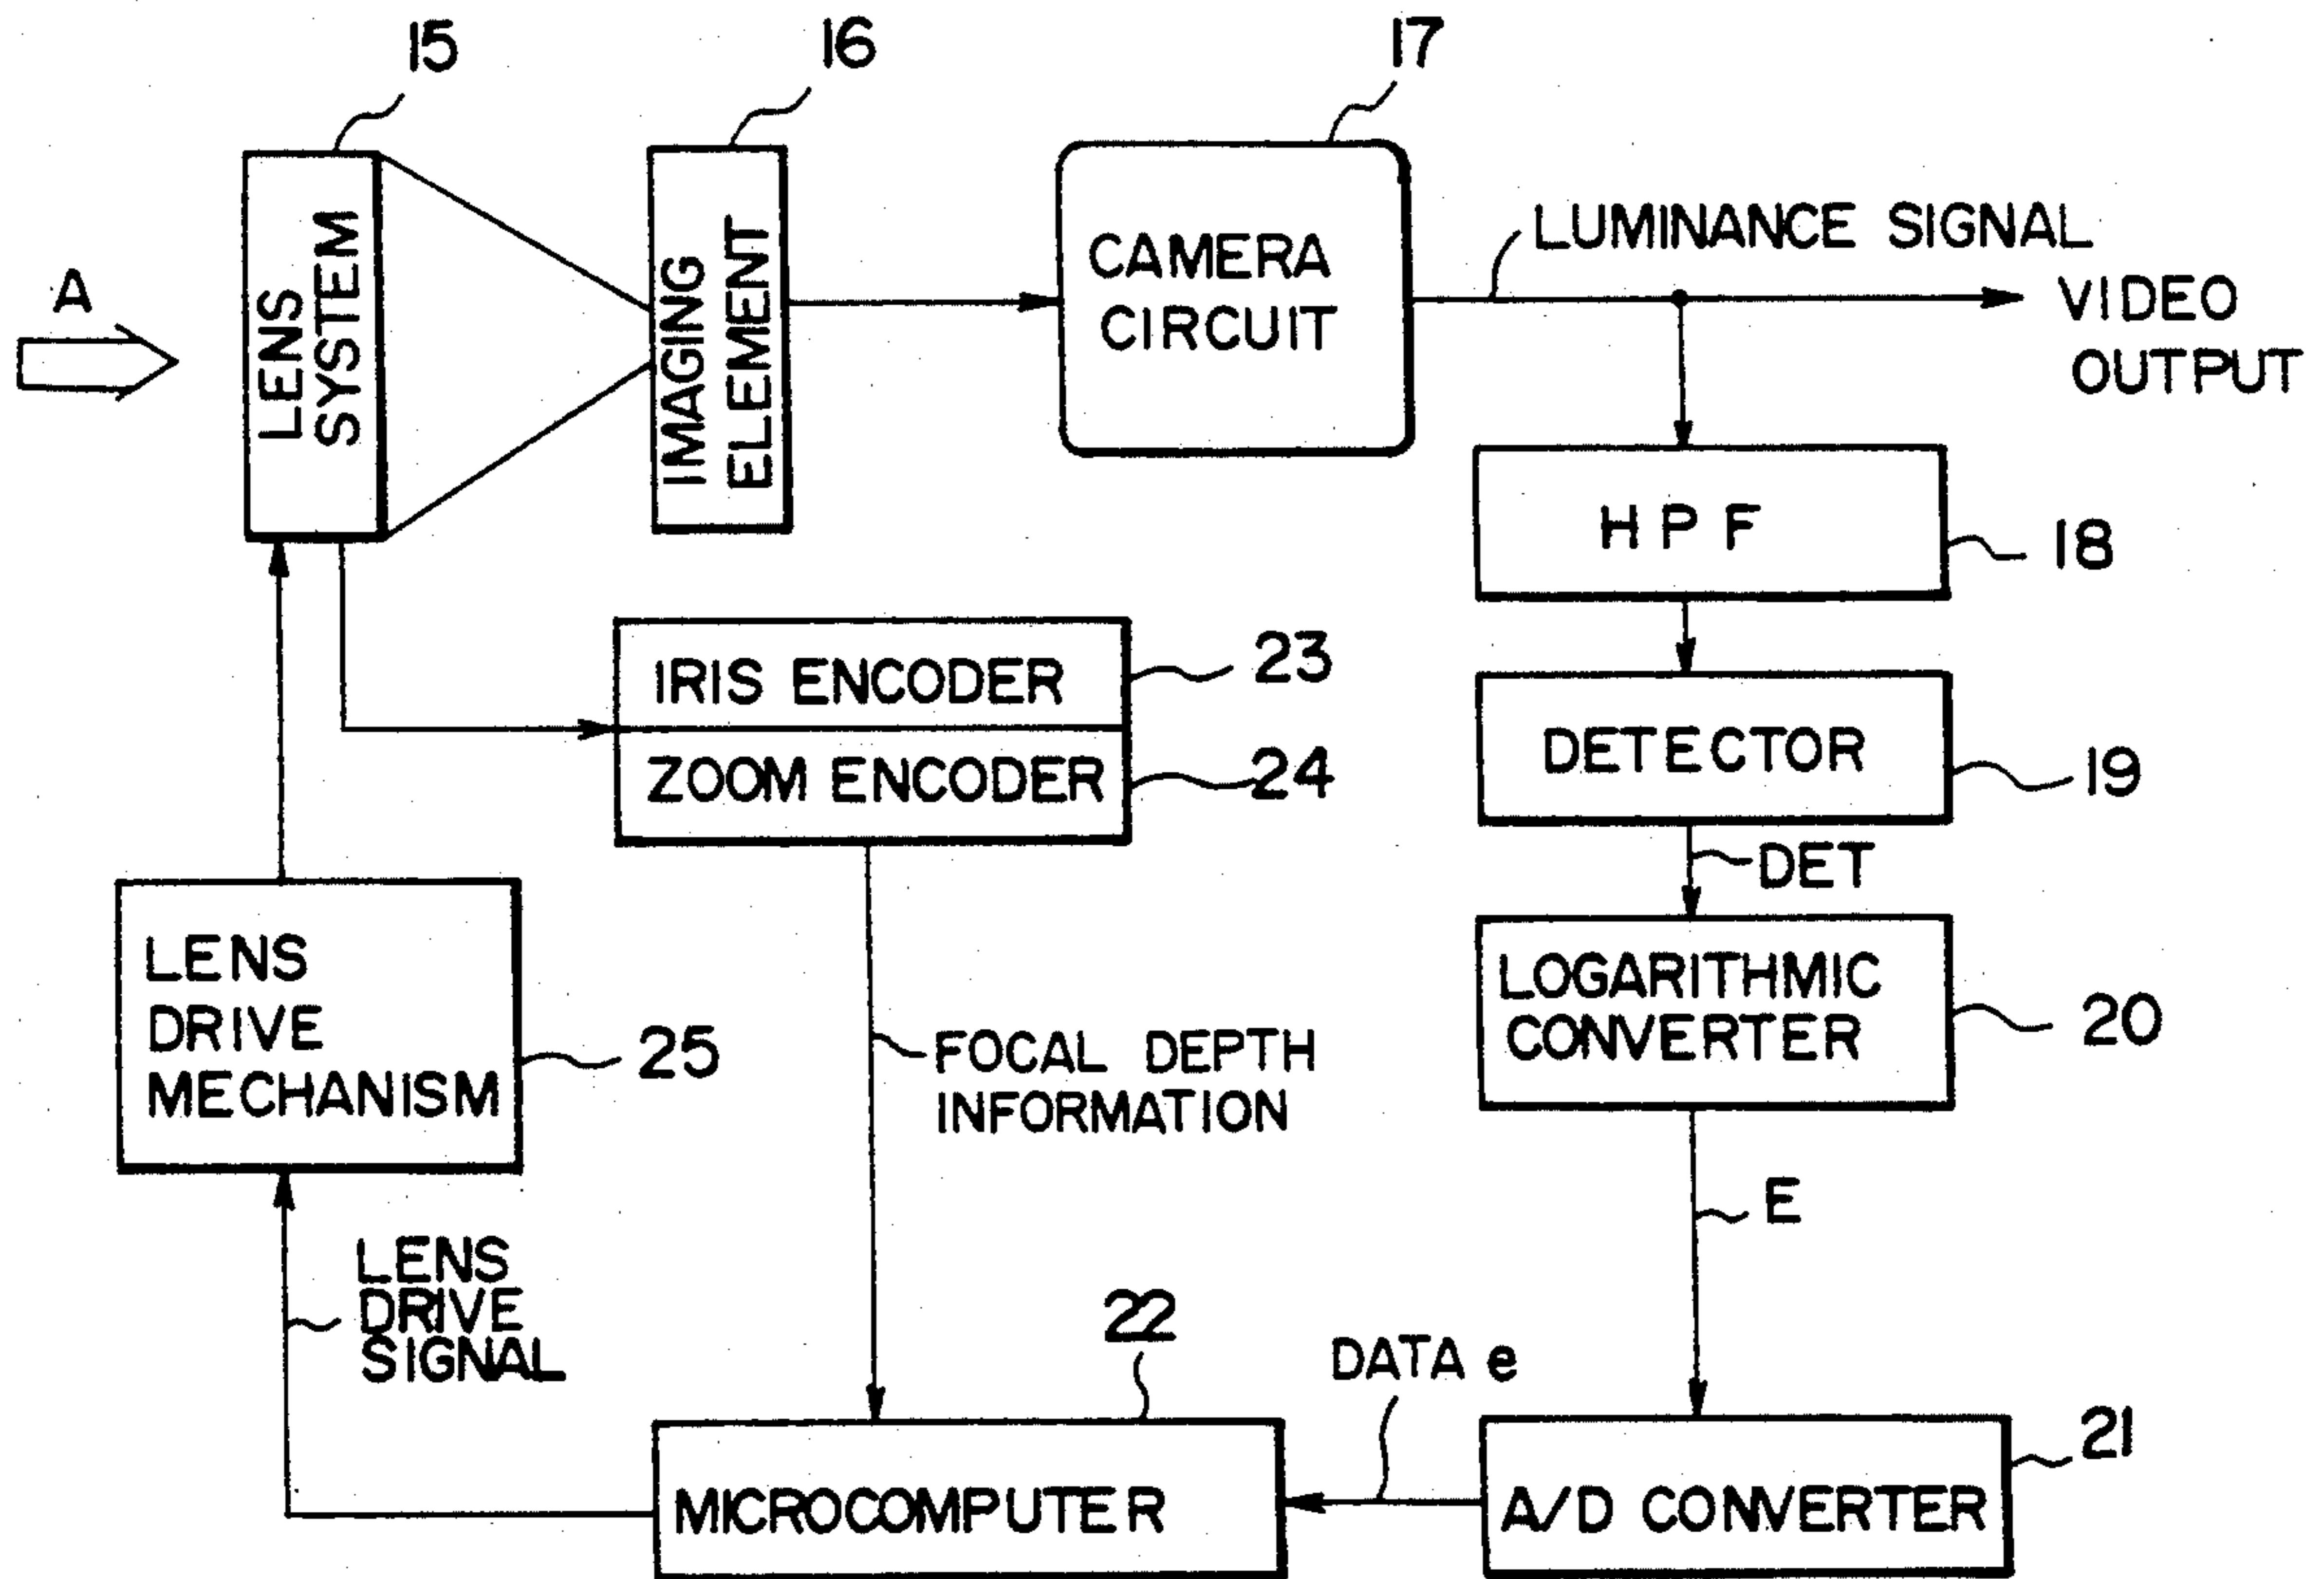 15
16
17
A
LENS
SYSTEM
IMAGING
ELEMENT
CAMERA
CIRCUIT
LUMINANCE SIGNAL
VIDEO
OUTPUT
HPF
18
IRIS ENCODER
23
ZOOM ENCODER
24
DETECTOR
19
DET
LENS
DRIVE
MECHANISM
25
LOGARITHMIC
CONVERTER
20
FOCAL DEPTH
INFORMATION
E
LENS
DRIVE
SIGNAL
22
DATA e
MICROCOMPUTER
A/D CONVERTER
21